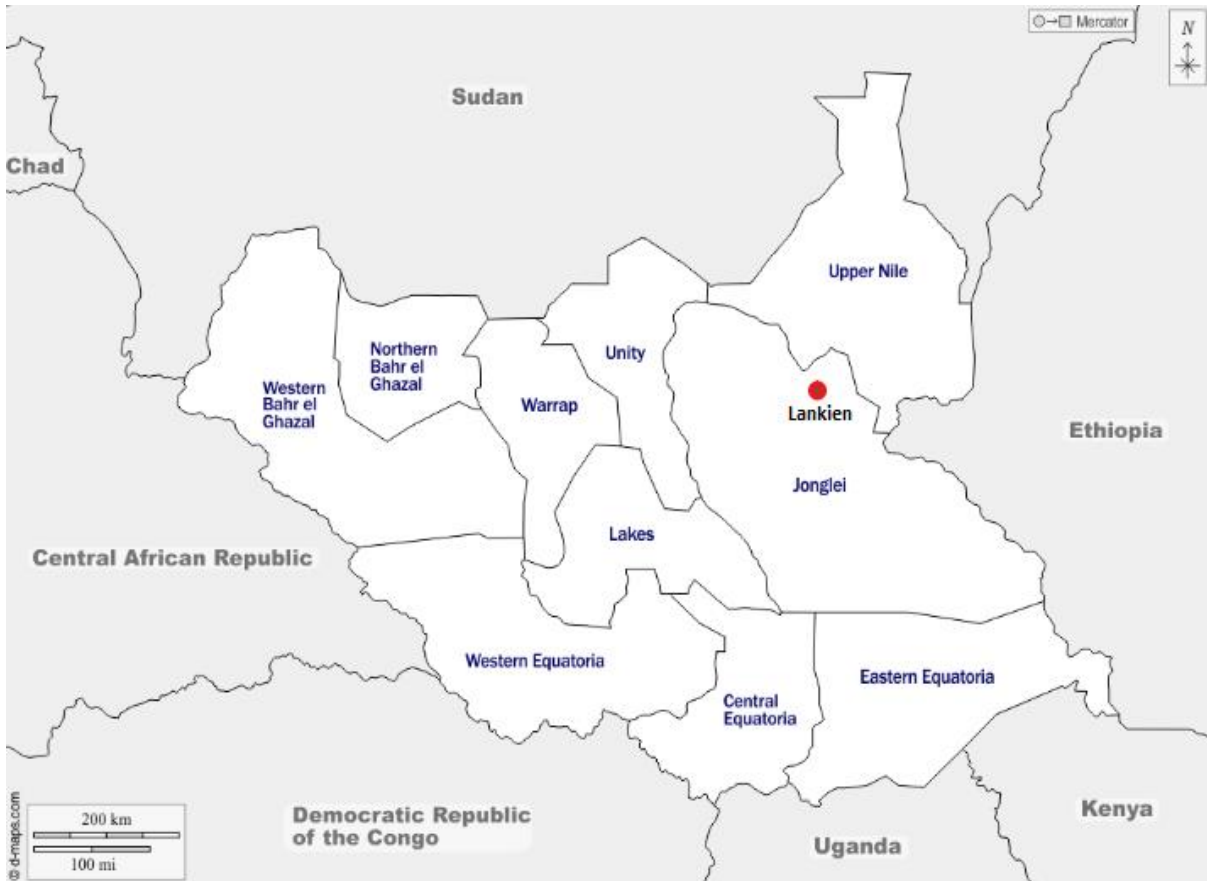 Mercator
N
Sudan
Chad
Upper Nile
Northern
Bahr el
Ghazal
Unity
Western
Bahr el
Ghazal
Warrap
Lankien
Ethiopia
Jonglei
Lakes
Central African Republic
Western Equatoria
Eastern Equatoria
Central
Equatoria
Democratic Republic
of the Congo
Kenya
Uganda
200 km
100 mi
© d-maps.com